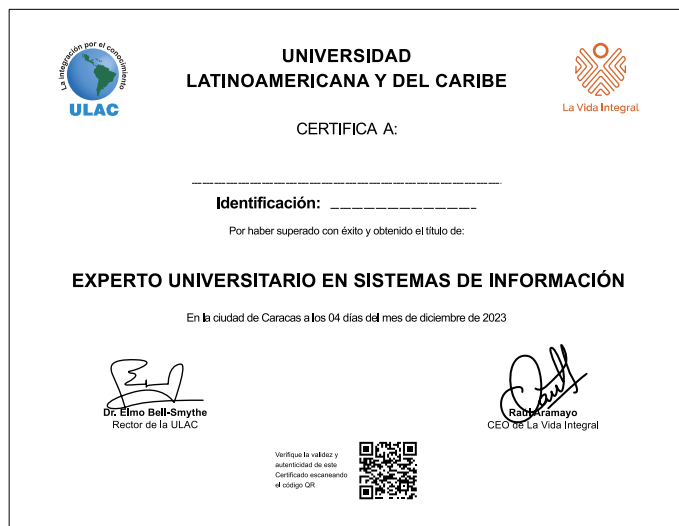 La integración por el conocimiento
ULAC
UNIVERSIDAD
LATINOAMERICANA Y DEL CARIBE
La Vida Integral
CERTIFICA A:
Identificación:
Por haber superado con éxito y obtenido el título de:
EXPERTO UNIVERSITARIO EN SISTEMAS DE INFORMACIÓN
En la ciudad de Caracas a los 04 días del mes de diciembre de 2023
Dr. Elmo Bell-Smythe
Rector de la ULAC
Raul Aramayo
CEO de La Vida Integral
Verifique la validez y
autenticidad de este
Certificado escaneando
el código QR